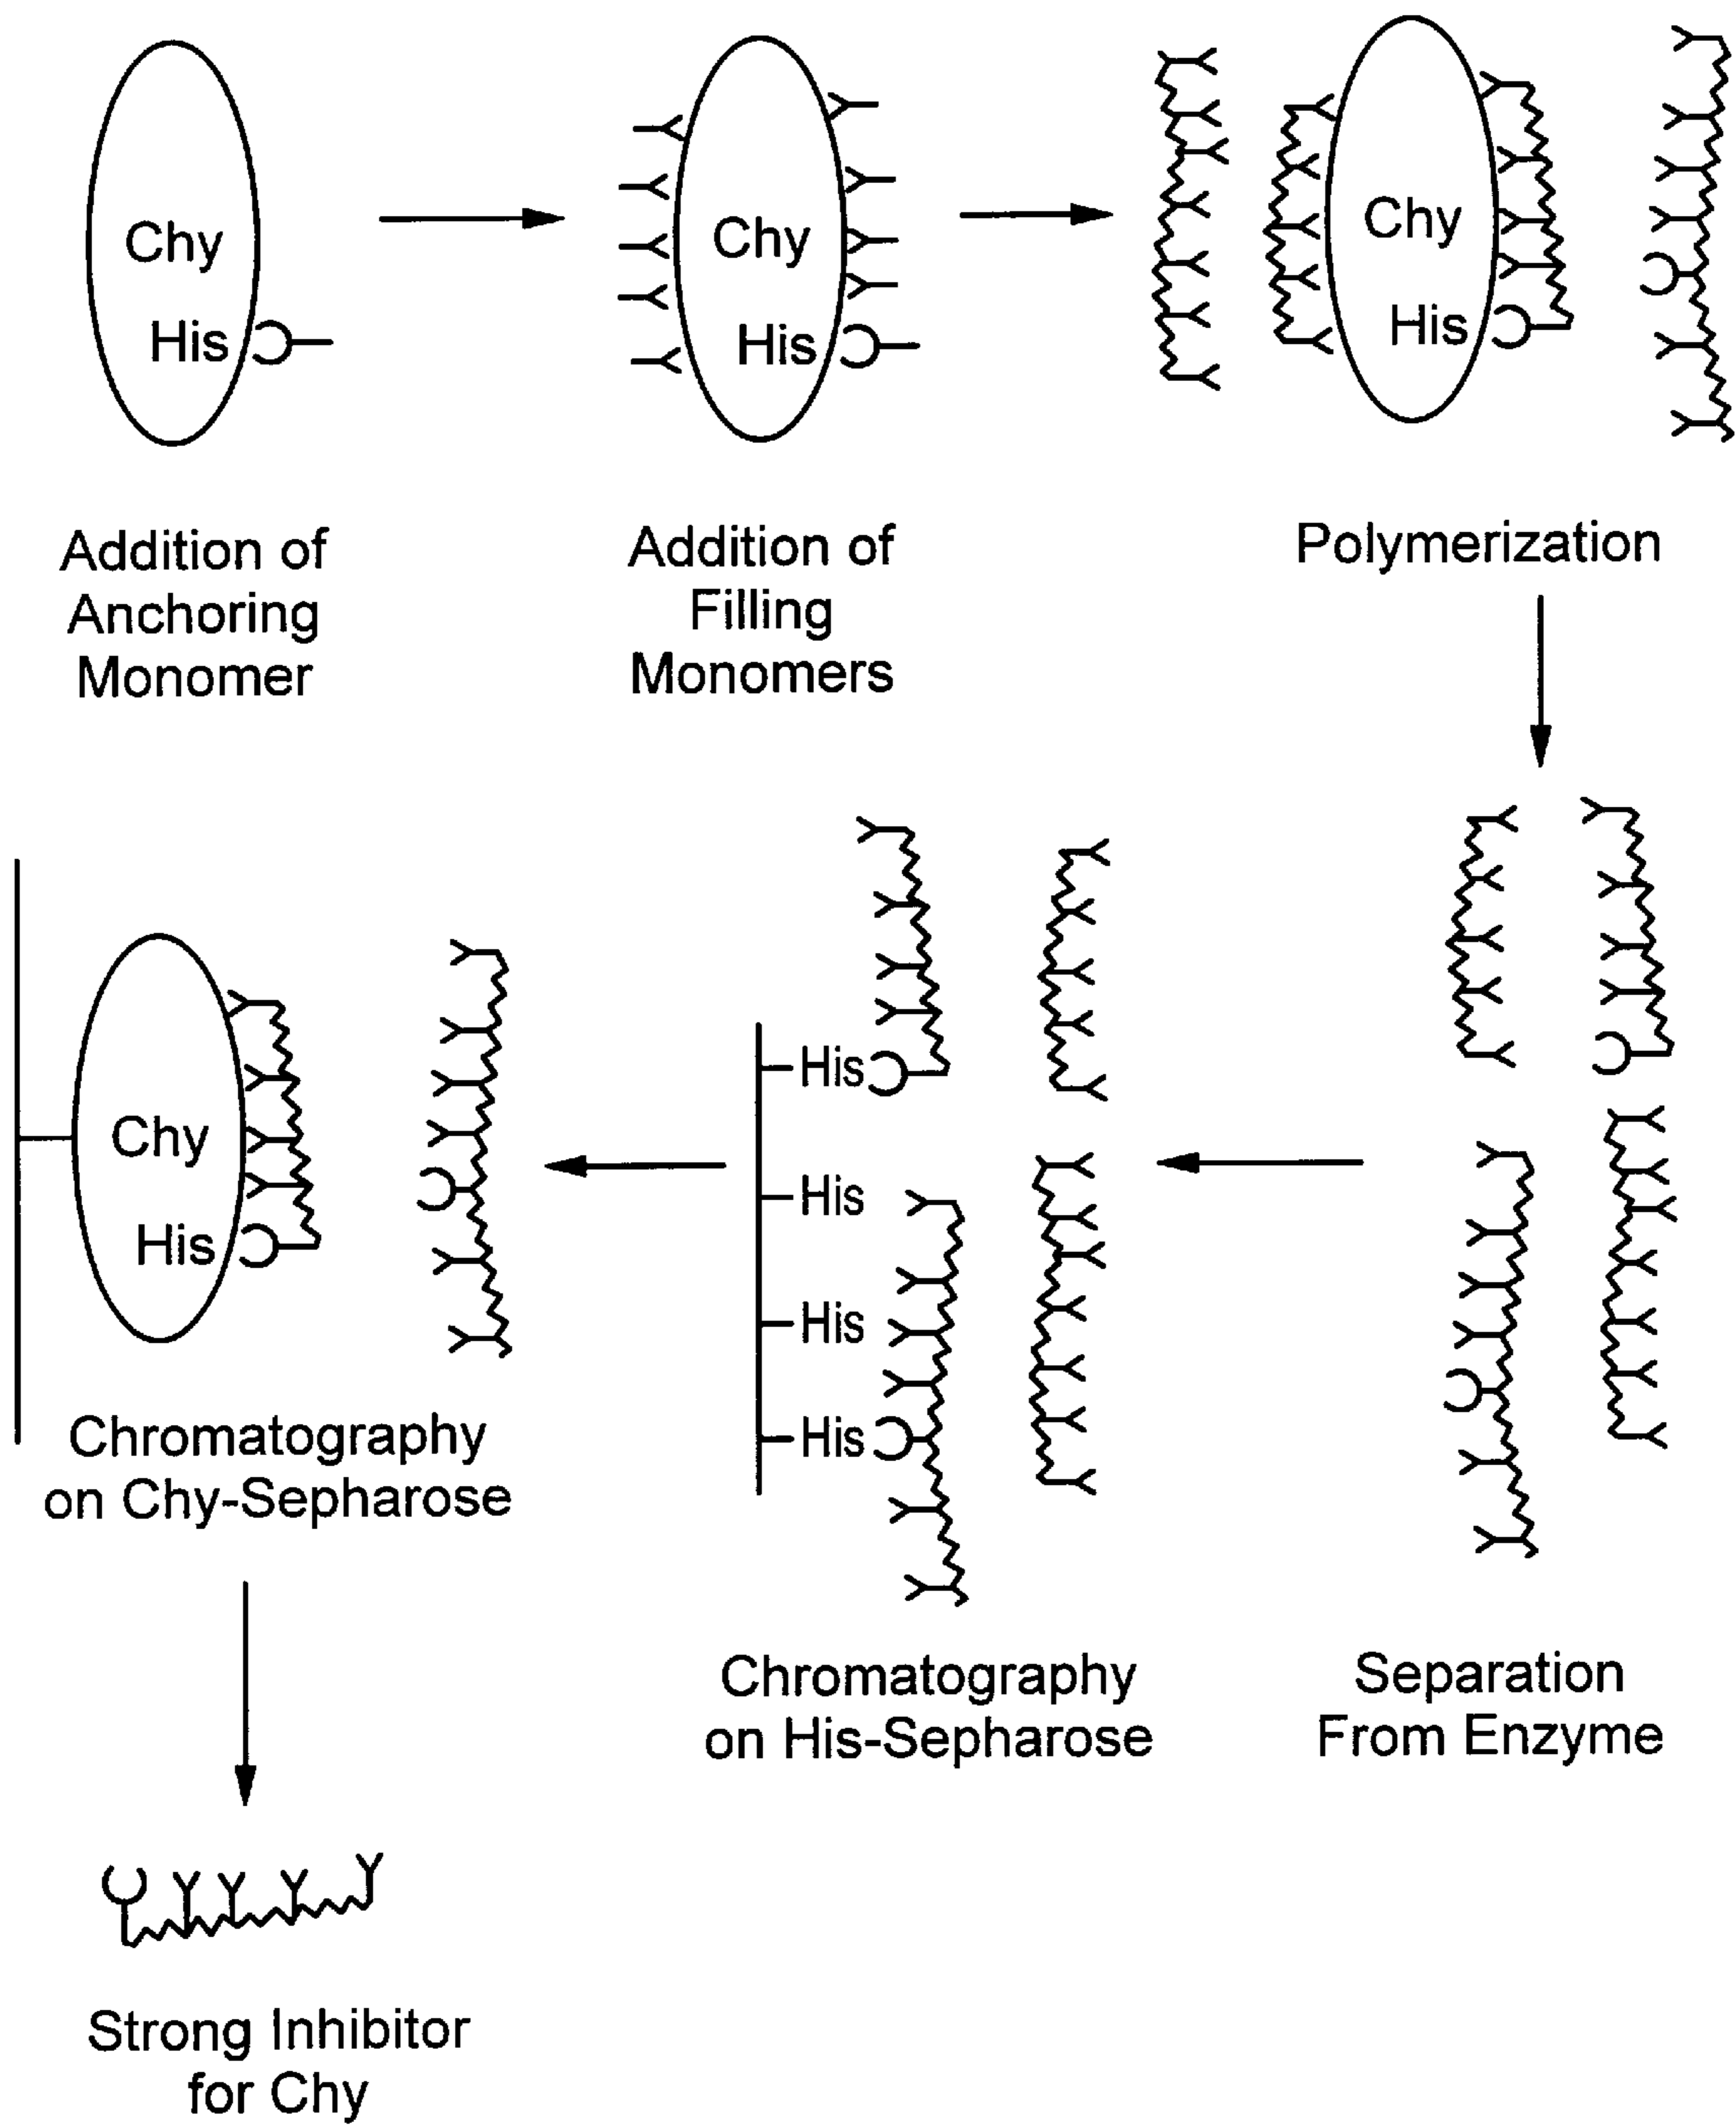 Chy
His
Addition of
Anchoring
Monomer
Chy
His
Addition of
Filling
Monomers
Chy
His
Polymerization
Separation
From Enzyme
His
His
His
His
Chromatography
on His-Sepharose
Chy
His
Chromatography
on Chy-Sepharose
Strong Inhibitor
for Chy